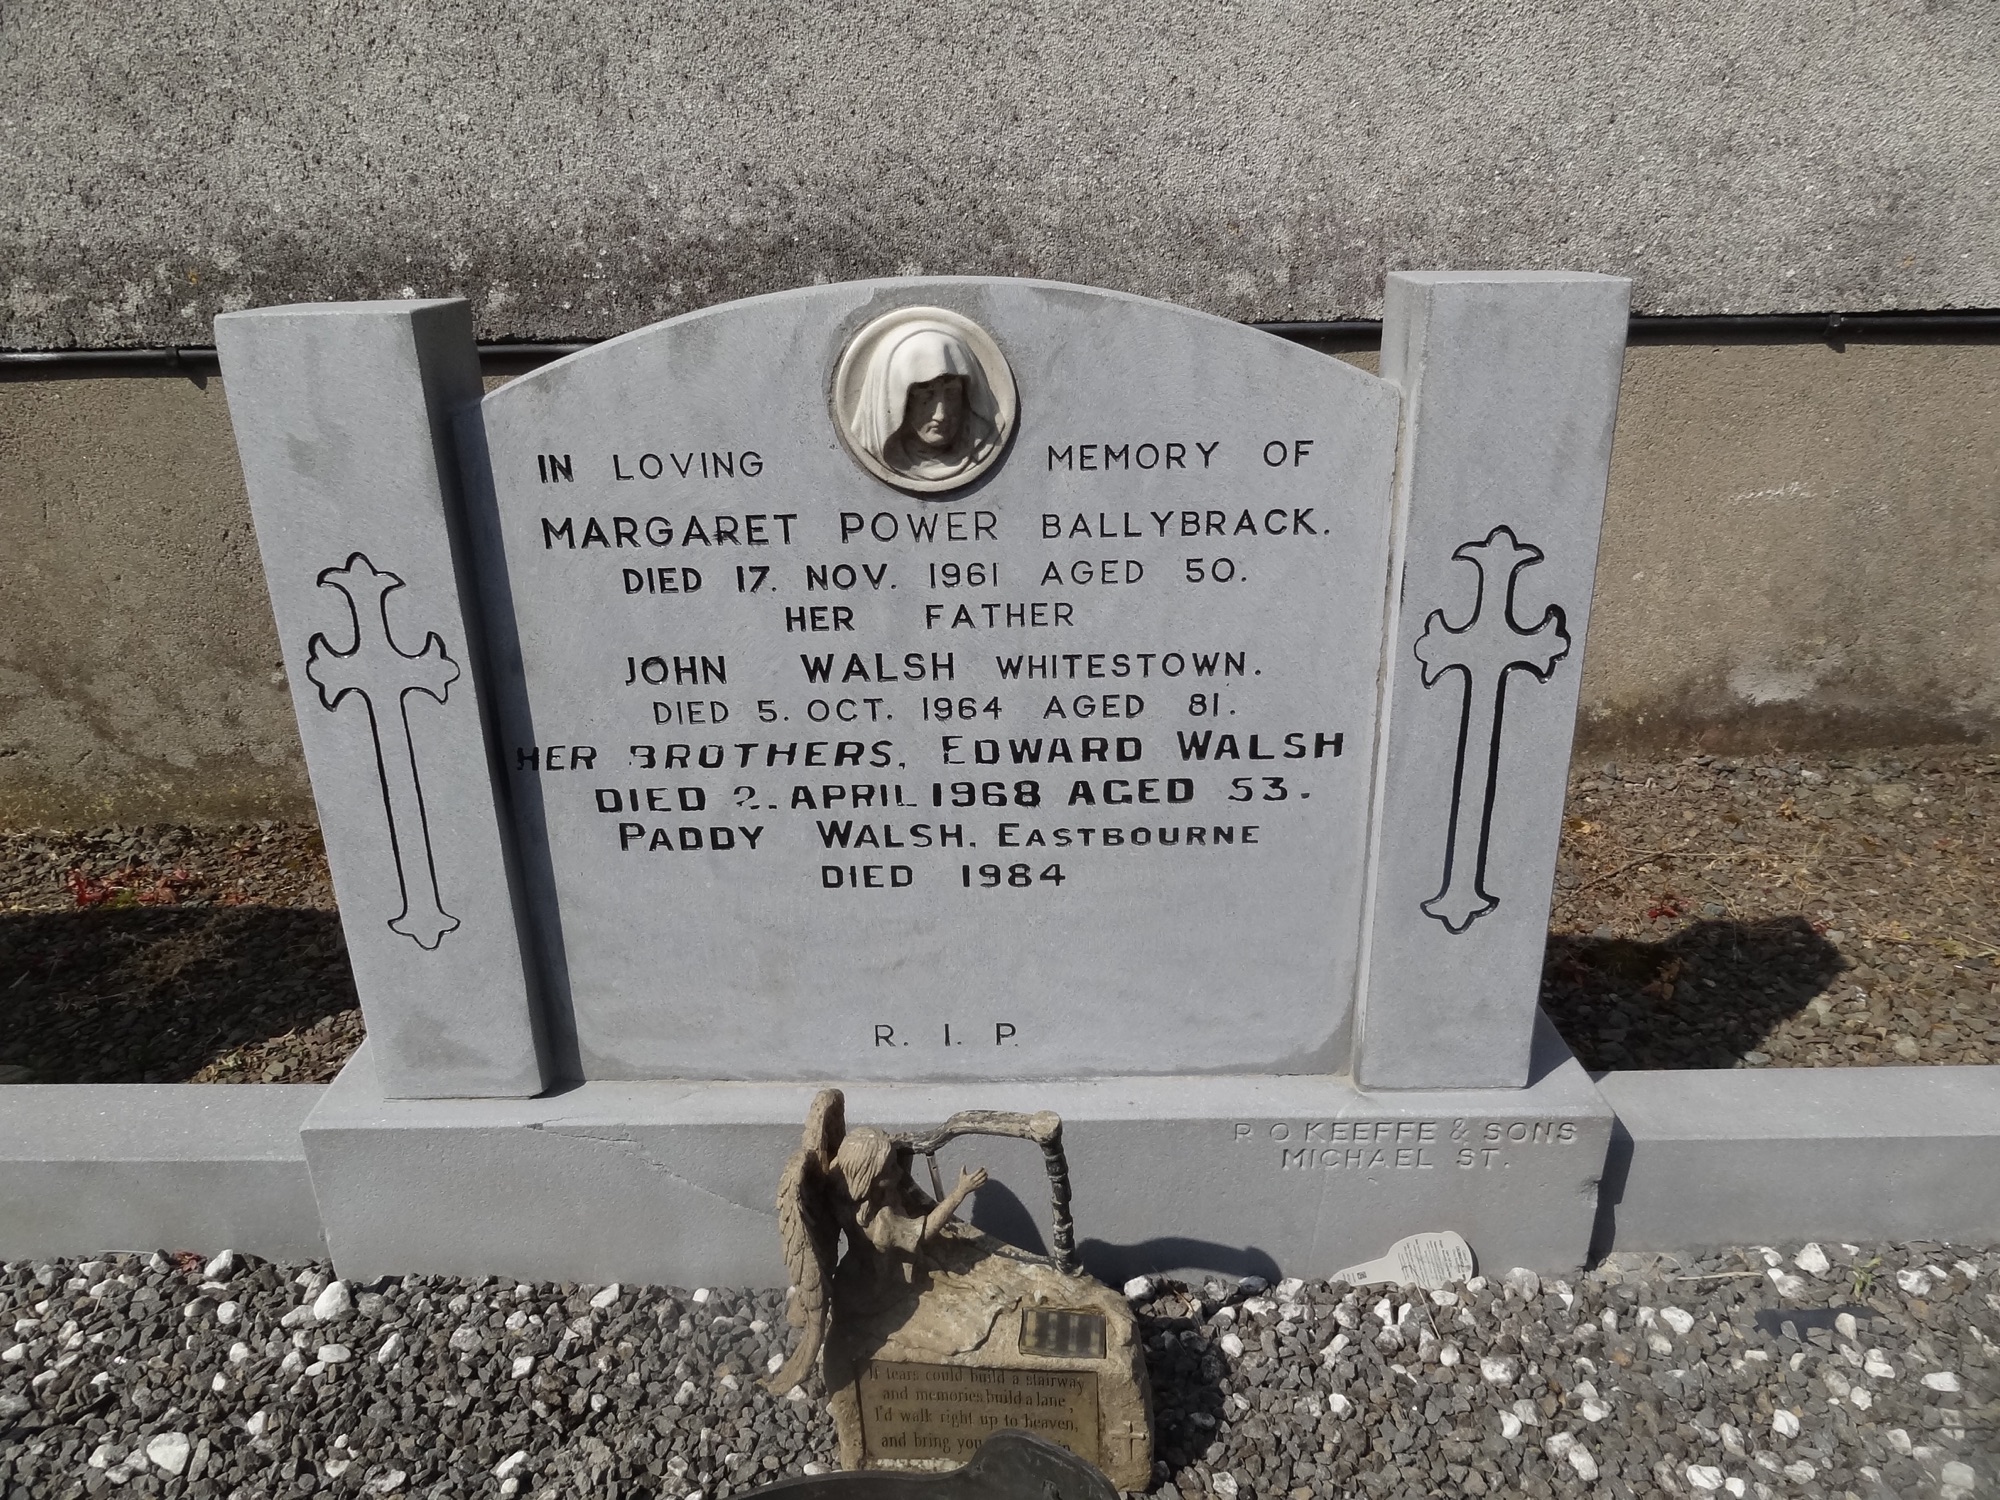 IN LOVING MEMORY OF
MARGARET POWER BALLYBRACK.
DIED 17. NOV. 1961 AGED 50.
HER FATHER
JOHN WALSH WHITESTOWN.
DIED 5. OCT. 1964 AGED 81.
HER BROTHERS, EDWARD WALSH
DIED 2. APRIL 1968 AGED 53.
PADDY WALSH. EASTBOURNE
DIED 1984
R. I. P.
R O KEEFFE & SONS
MICHAEL ST.
If tears could build a stairway
and memories build a lane,
I'd walk right up to heaven,
and bring you